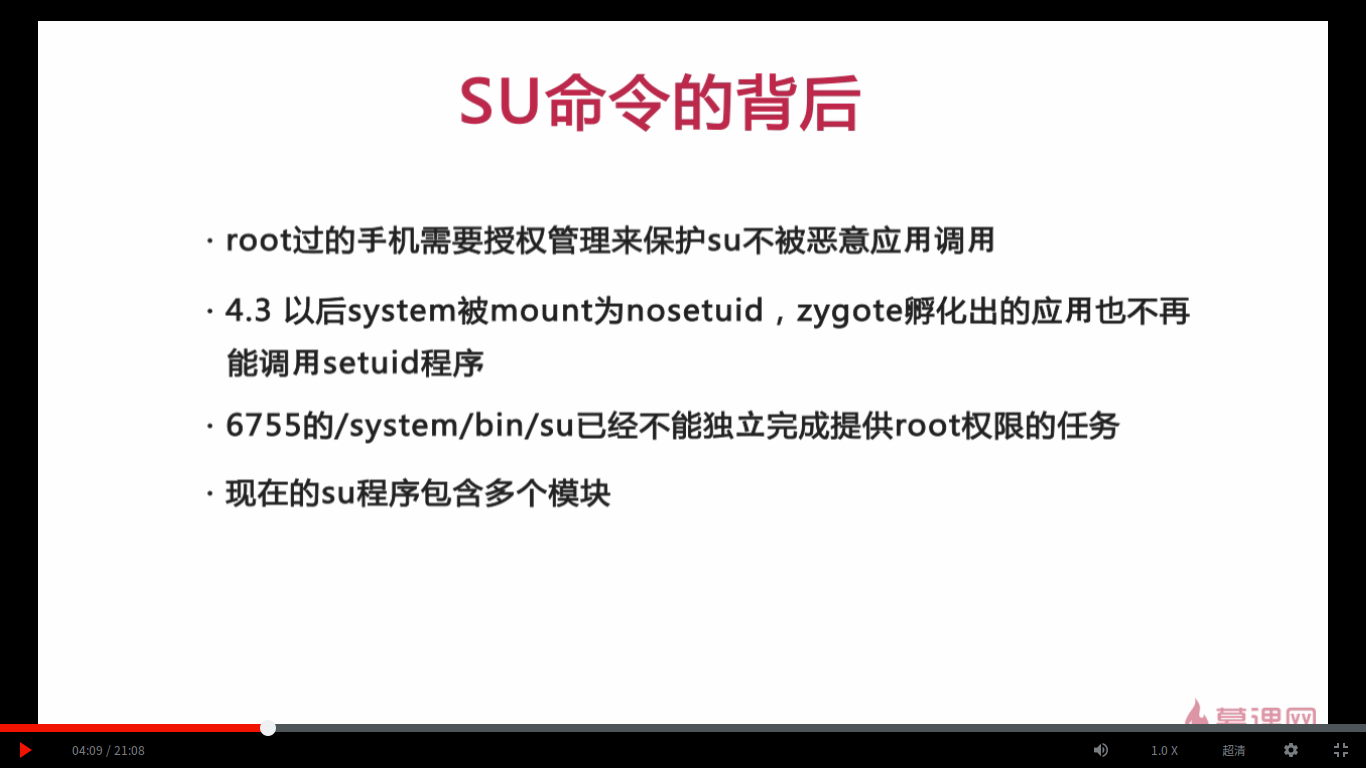 SU命令的背后
· root过的手机需要授权管理来保护su不被恶意应用调用
· 4.3 以后system被mount为nosetuid，zygote孵化出的应用也不再
能调用setuid程序
· 6755的/system/bin/su已经不能独立完成提供root权限的任务
· 现在的su程序包含多个模块
慕课网
04:09 / 21:08
1.0 X
超清